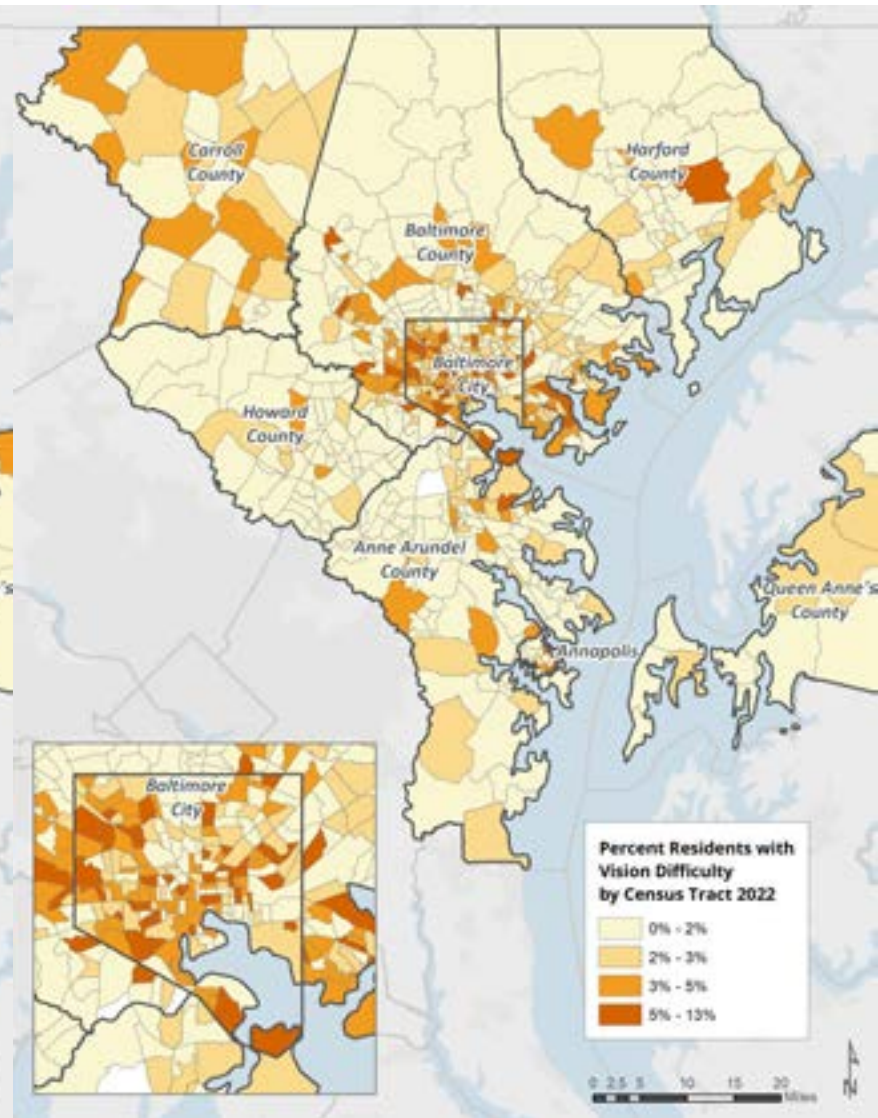 Carroll
County
Harford
County
Baltimore
County
Baltimore
City
Howard
County
Anne Arundel
County
's
Queen Anne's
County
Annapolis
Baltimore
City
Percent Residents with
Vision Difficulty
by Census Tract 2022
0% - 2%
2% - 3%
3% - 5%
5% - 13%
0 2.5 5 10 15 20
Miles
N